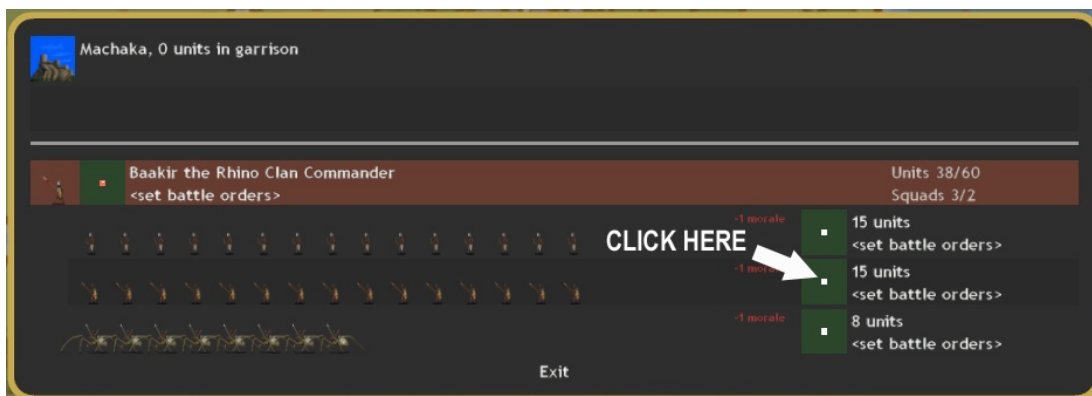 Machaka, 0 units in garrison
Baakir the Rhino Clan Commander
Units 38/60
<set battle orders>
Squads 3/2
-1 morale
15 units
<set battle orders>
CLICK HERE
-1 morale
15 units
<set battle orders>
-1 morale
8 units
<set battle orders>
Exit